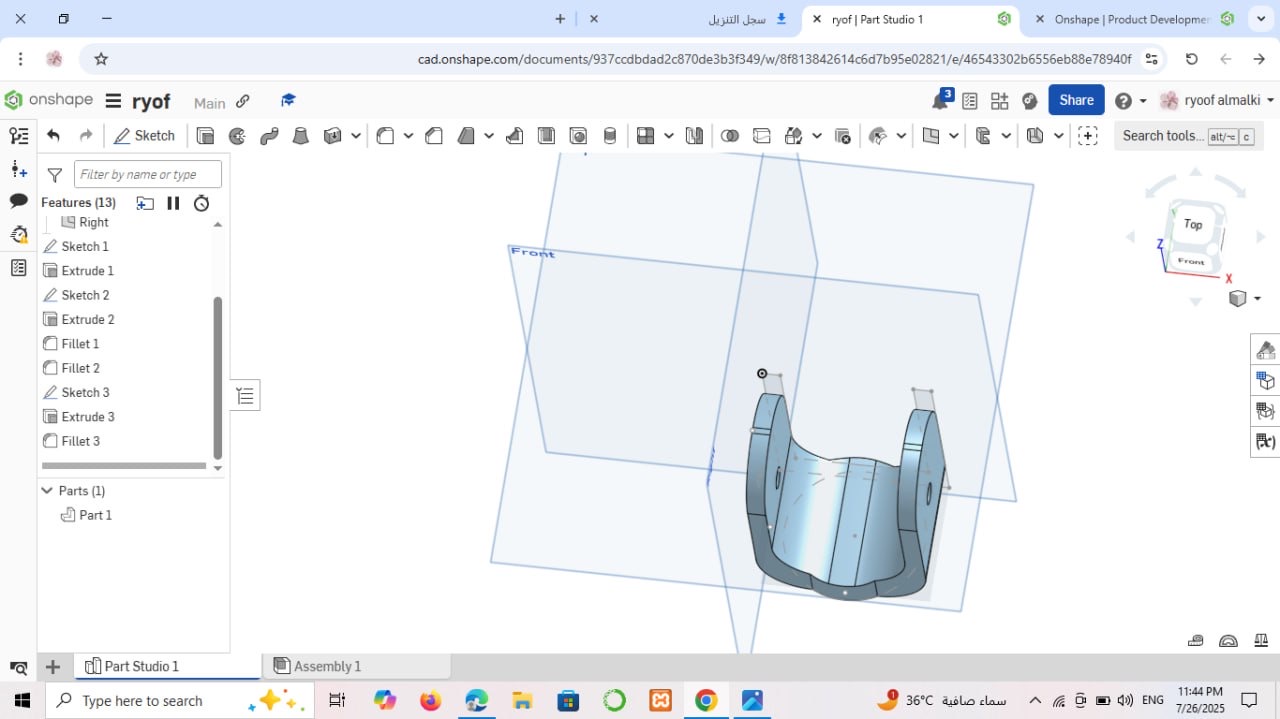 سجل التنزيل
ryof | Part Studio 1
Onshape | Product Developmen
cad.onshape.com/documents/937ccdbdad2c870de3b3f349/w/8f813842614c6d7b95e02821/e/46543302b6556eb88e78940f
onshape
ryof
Main
3
Share
ryoof almalki
Sketch
Search tools... alt/⌥ c
Filter by name or type
Features (13)
Right
Sketch 1
Extrude 1
Sketch 2
Extrude 2
Fillet 1
Fillet 2
Sketch 3
Extrude 3
Fillet 3
Parts (1)
Part 1
Front
Top
Front
Z
X
Part Studio 1
Assembly 1
Type here to search
1
36°C
سماء صافية
ENG
11:44 PM
7/26/2025